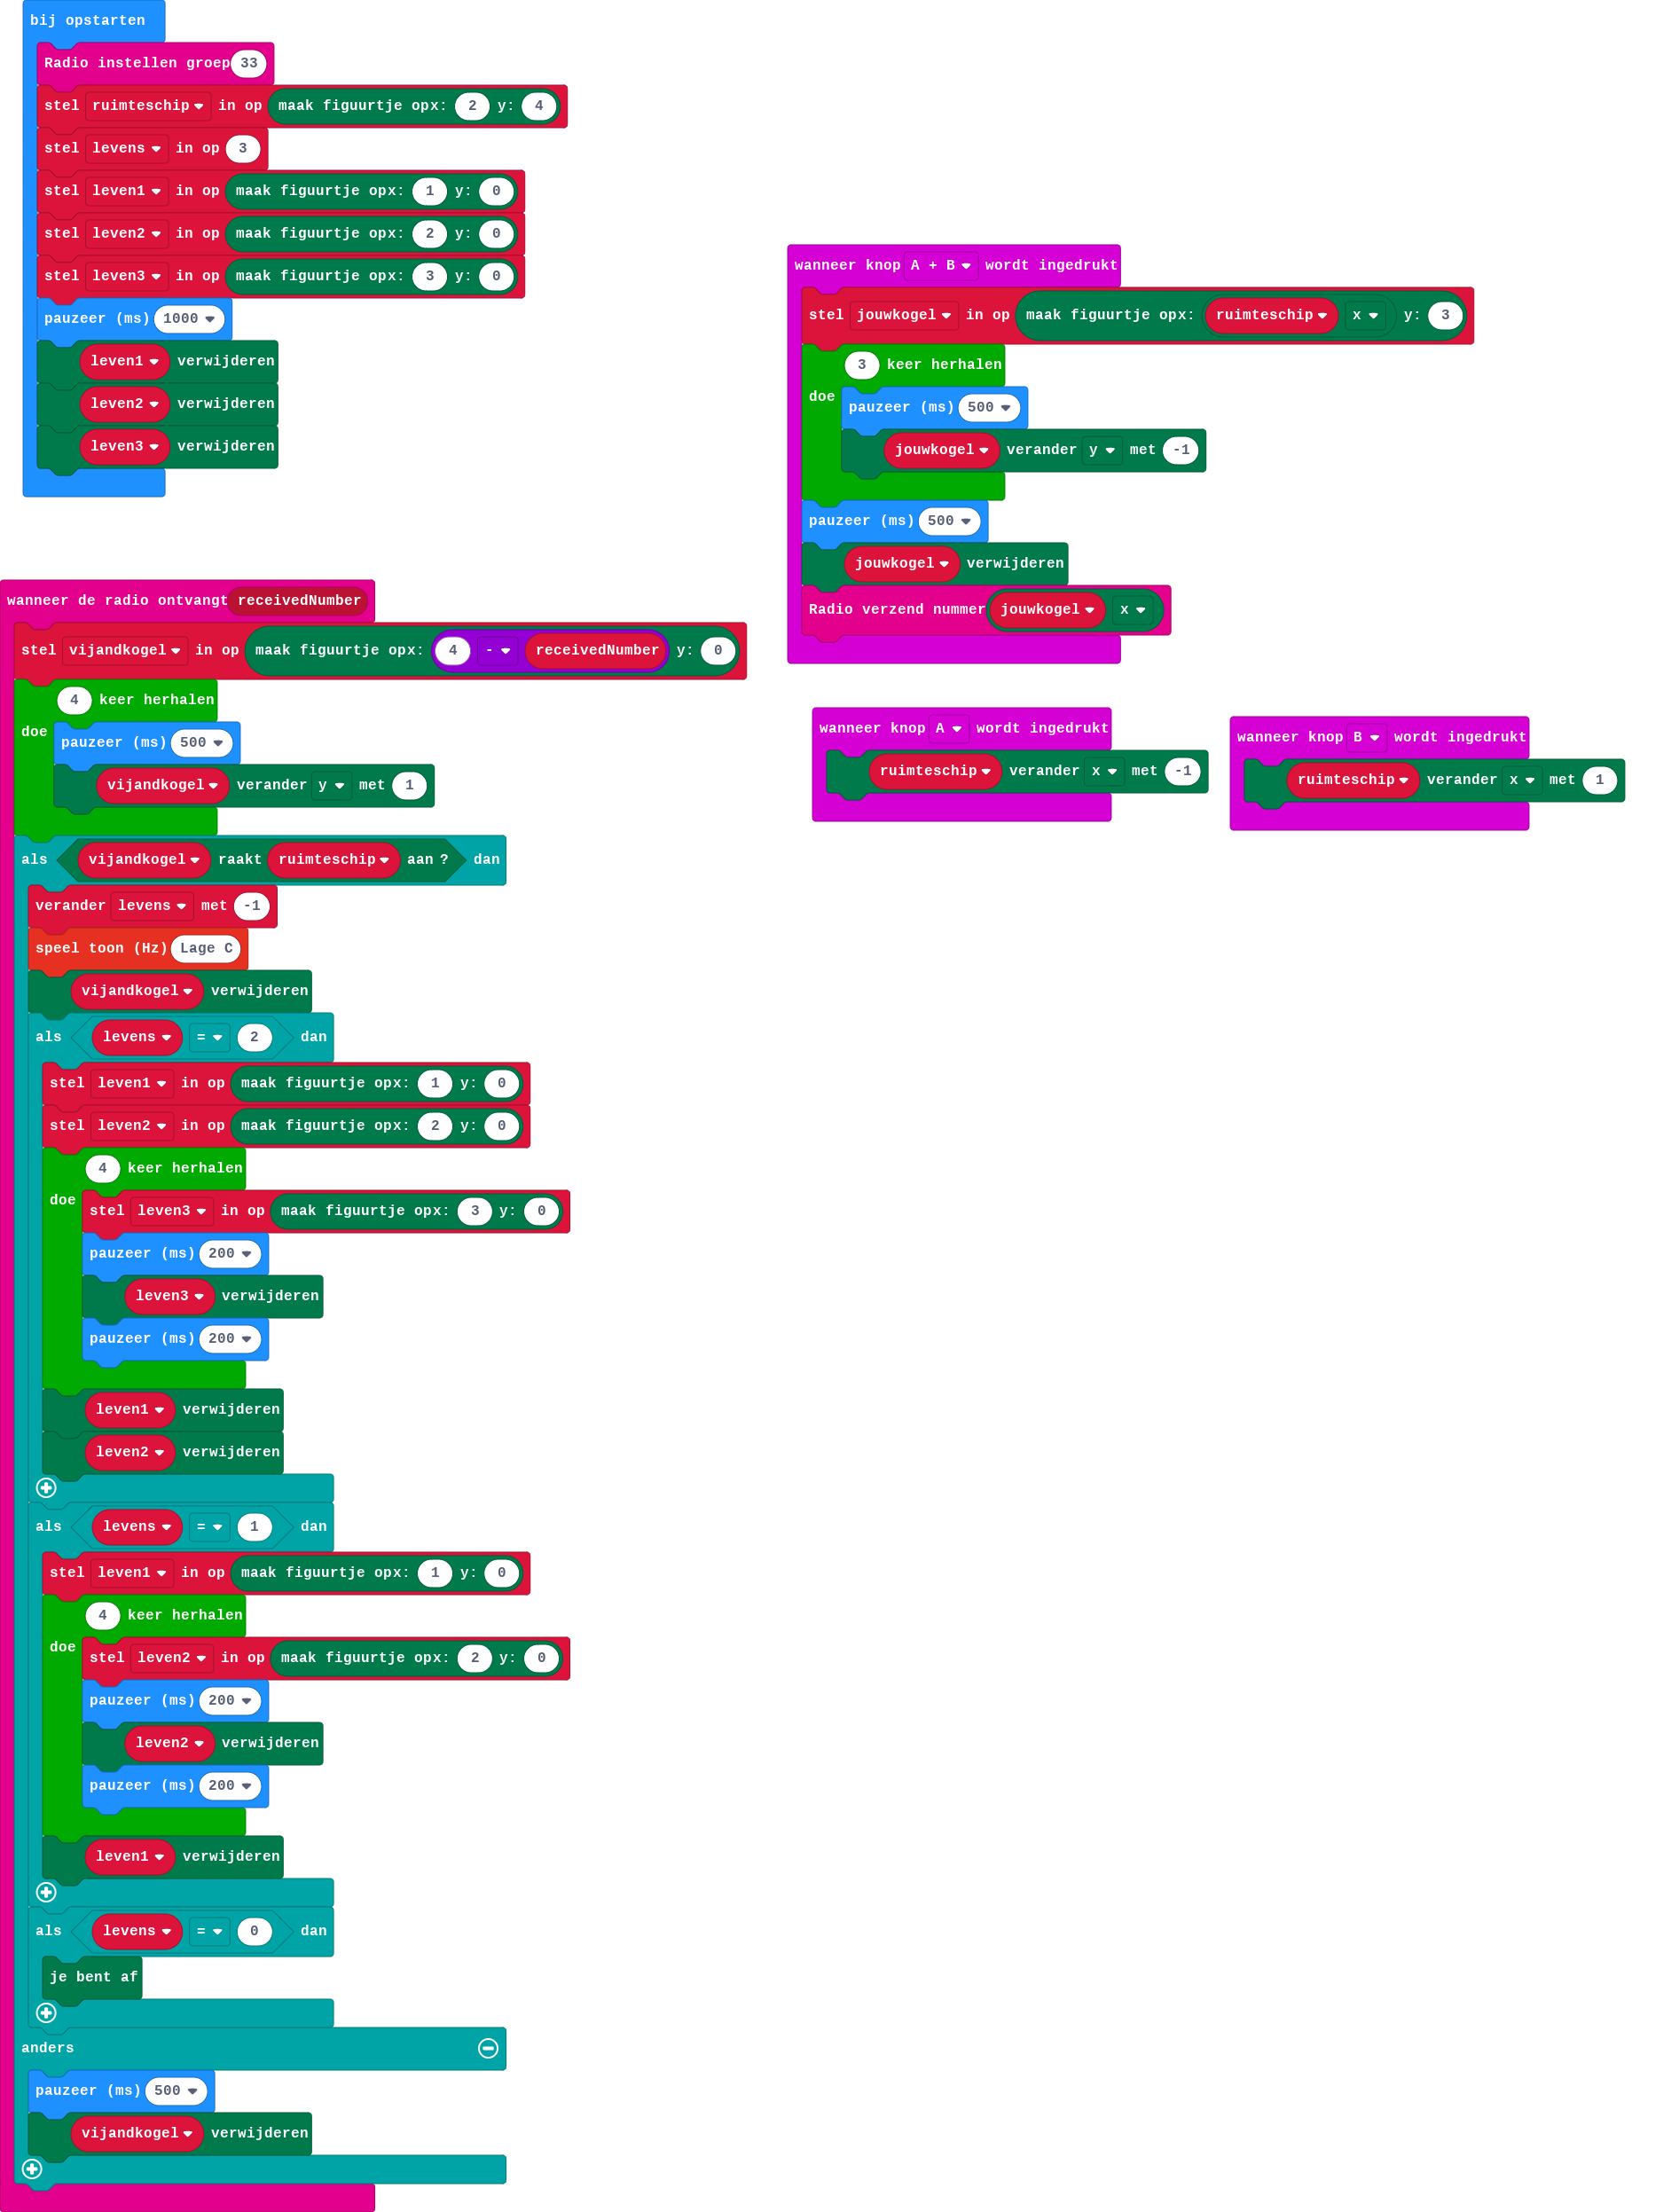 bij opstarten
Radio instellen groep 33
stel ruimteschip in op maak figuurtje opx: 2 y: 4
stel levens in op 3
stel leven1 in op maak figuurtje opx: 1 y: 0
stel leven2 in op maak figuurtje opx: 2 y: 0
stel leven3 in op maak figuurtje opx: 3 y: 0
pauzeer (ms) 1000
leven1 verwijderen
leven2 verwijderen
leven3 verwijderen
wanneer knop A + B wordt ingedrukt
stel jouwkogel in op maak figuurtje opx: ruimteschip x y: 3
3 keer herhalen
doe
pauzeer (ms) 500
jouwkogel verander y met -1
pauzeer (ms) 500
jouwkogel verwijderen
Radio verzend nummer jouwkogel x
wanneer knop A wordt ingedrukt
ruimteschip verander x met -1
wanneer knop B wordt ingedrukt
ruimteschip verander x met 1
wanneer de radio ontvangt receivedNumber
stel vijandkogel in op maak figuurtje opx: 4 - receivedNumber y: 0
4 keer herhalen
doe
pauzeer (ms) 500
vijandkogel verander y met 1
als vijandkogel raakt ruimteschip aan ? dan
verander levens met -1
speel toon (Hz) Lage C
vijandkogel verwijderen
als levens = 2 dan
stel leven1 in op maak figuurtje opx: 1 y: 0
stel leven2 in op maak figuurtje opx: 2 y: 0
4 keer herhalen
doe
stel leven3 in op maak figuurtje opx: 3 y: 0
pauzeer (ms) 200
leven3 verwijderen
pauzeer (ms) 200
leven1 verwijderen
leven2 verwijderen
als levens = 1 dan
stel leven1 in op maak figuurtje opx: 1 y: 0
4 keer herhalen
doe
stel leven2 in op maak figuurtje opx: 2 y: 0
pauzeer (ms) 200
leven2 verwijderen
pauzeer (ms) 200
leven1 verwijderen
als levens = 0 dan
je bent af
anders
pauzeer (ms) 500
vijandkogel verwijderen